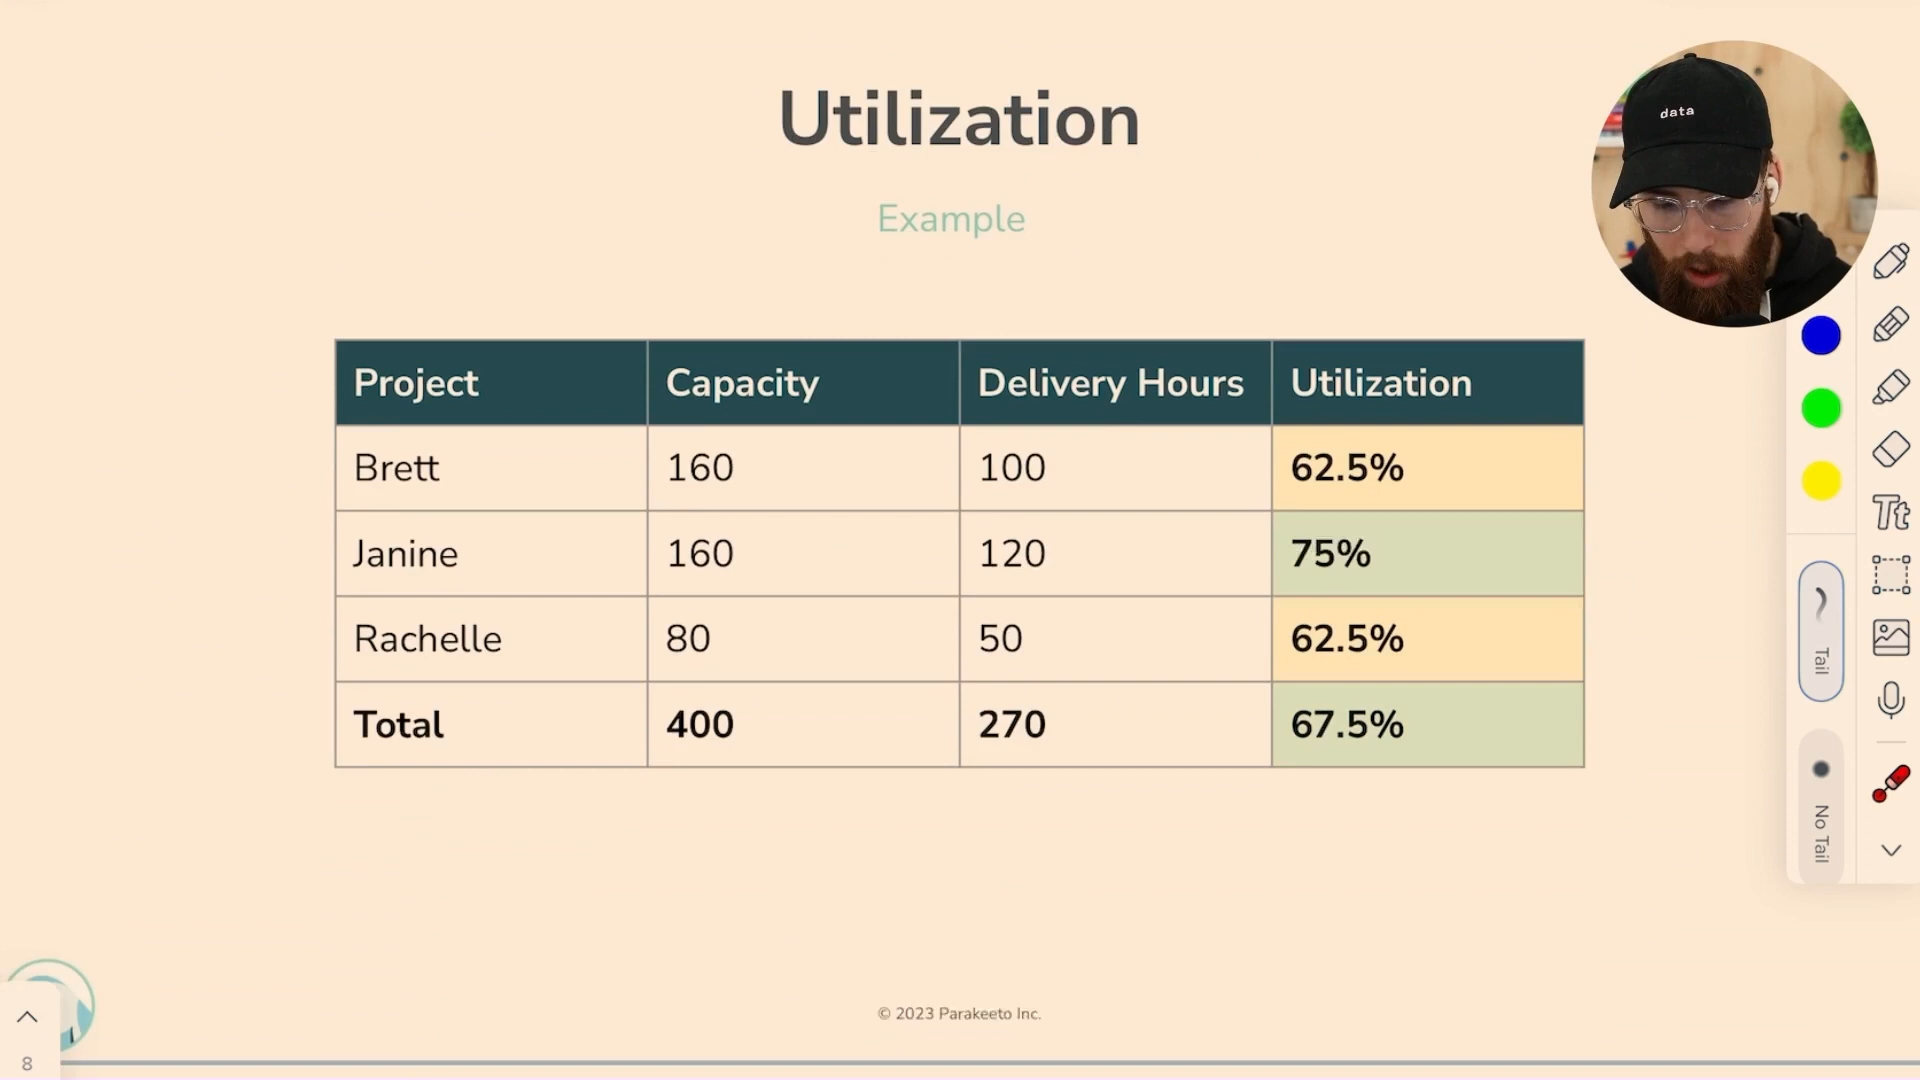 Utilization
data
Example
Project Capacity Delivery Hours Utilization
Brett 160 100 62.5%
Janine 160 120 75%
Rachelle 80 50 62.5%
Total 400 270 67.5%
Tt
Tail
No Tail
© 2023 Parakeeto Inc.
8